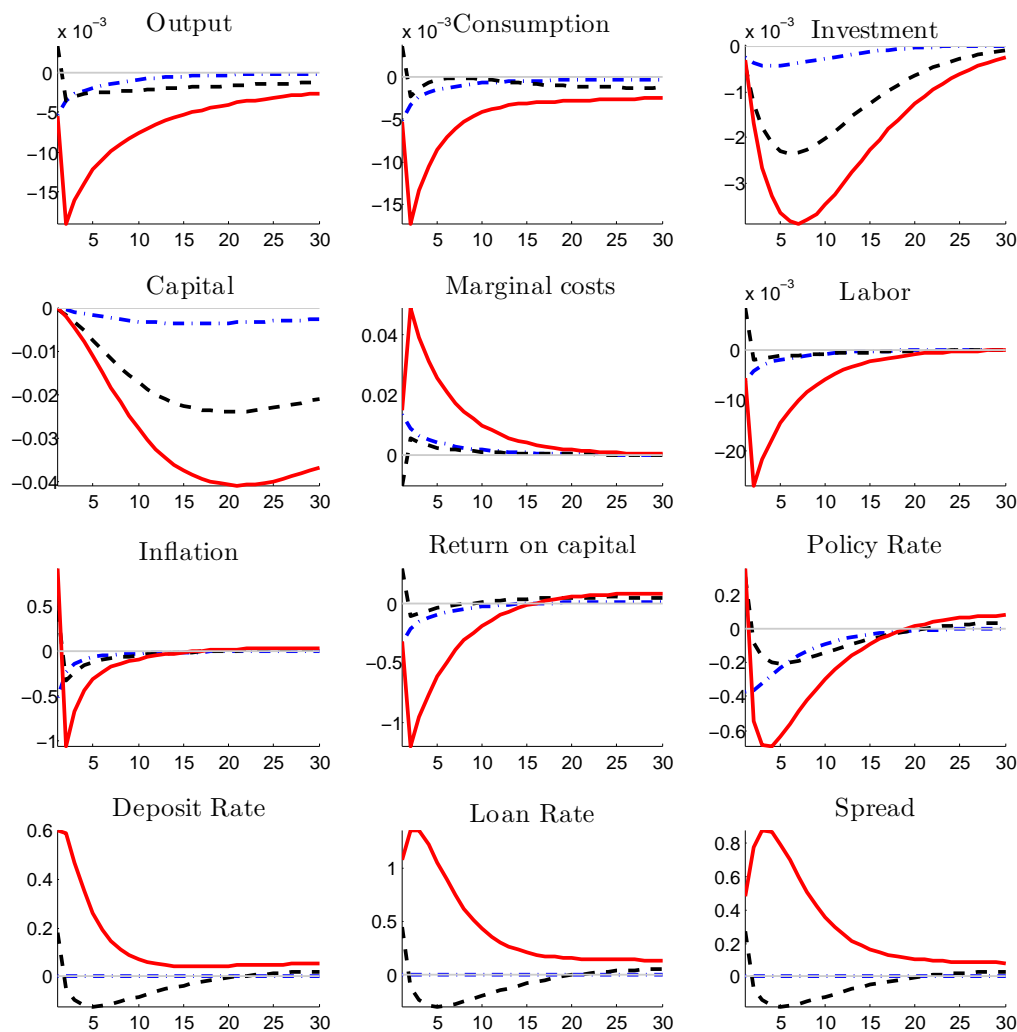 Output
x 10⁻³
0
−5
−10
−15
5 10 15 20 25 30
Consumption
x 10⁻³
0
−5
−10
−15
5 10 15 20 25 30
Investment
x 10⁻³
0
−1
−2
−3
5 10 15 20 25 30
Capital
0
−0.01
−0.02
−0.03
−0.04
5 10 15 20 25 30
Marginal costs
0.04
0.02
0
5 10 15 20 25 30
Labor
x 10⁻³
0
−10
−20
5 10 15 20 25 30
Inflation
0.5
0
−0.5
−1
5 10 15 20 25 30
Return on capital
0
−0.5
−1
5 10 15 20 25 30
Policy Rate
0.2
0
−0.2
−0.4
−0.6
5 10 15 20 25 30
Deposit Rate
0.6
0.4
0.2
0
5 10 15 20 25 30
Loan Rate
1
0.5
0
5 10 15 20 25 30
Spread
0.8
0.6
0.4
0.2
0
5 10 15 20 25 30